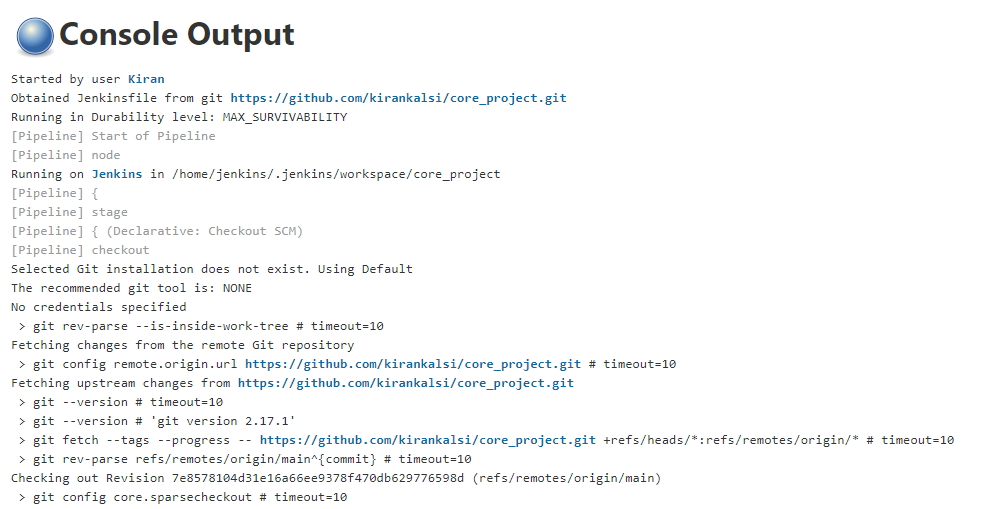 Console Output
Started by user Kiran
Obtained Jenkinsfile from git https://github.com/kirankalsi/core_project.git
Running in Durability level: MAX_SURVIVABILITY
[Pipeline] Start of Pipeline
[Pipeline] node
Running on Jenkins in /home/jenkins/.jenkins/workspace/core_project
[Pipeline] {
[Pipeline] stage
[Pipeline] { (Declarative: Checkout SCM)
[Pipeline] checkout
Selected Git installation does not exist. Using Default
The recommended git tool is: NONE
No credentials specified
 > git rev-parse --is-inside-work-tree # timeout=10
Fetching changes from the remote Git repository
 > git config remote.origin.url https://github.com/kirankalsi/core_project.git # timeout=10
Fetching upstream changes from https://github.com/kirankalsi/core_project.git
 > git --version # timeout=10
 > git --version # 'git version 2.17.1'
 > git fetch --tags --progress -- https://github.com/kirankalsi/core_project.git +refs/heads/*:refs/remotes/origin/* # timeout=10
 > git rev-parse refs/remotes/origin/main^{commit} # timeout=10
Checking out Revision 7e8578104d31e16a66ee9378f470db629776598d (refs/remotes/origin/main)
 > git config core.sparsecheckout # timeout=10